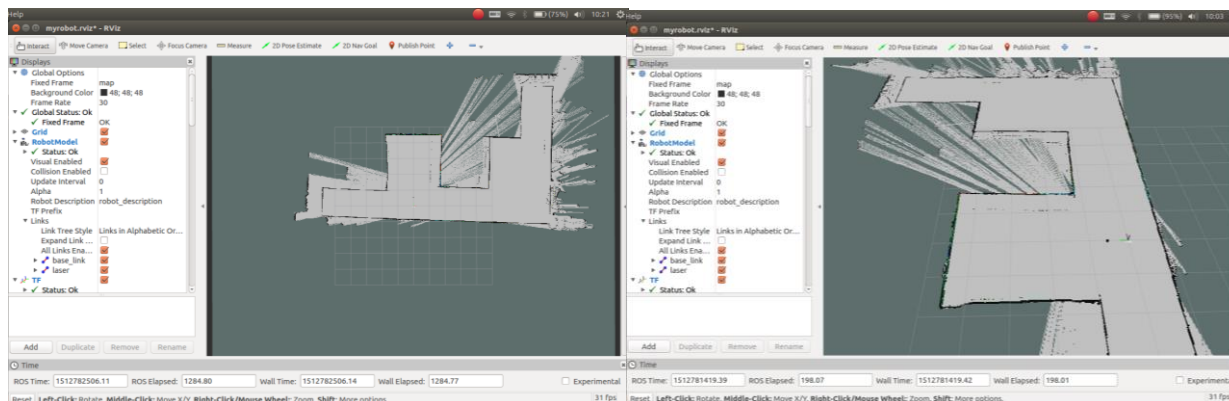 Help
(75%) 10:21
myrobot.rviz* - RViz
Interact Move Camera Select Focus Camera Measure 2D Pose Estimate 2D Nav Goal Publish Point
Displays
Global Options
Fixed Frame map
Background Color 48; 48; 48
Frame Rate 30
Global Status: Ok
Fixed Frame OK
Grid
RobotModel
Status: Ok
Visual Enabled
Collision Enabled
Update Interval 0
Alpha 1
Robot Description robot_description
TF Prefix
Links
Link Tree Style Links in Alphabetic Or...
Expand Link ...
All Links Ena...
base_link
laser
TF
Status: Ok
Add Duplicate Remove Rename
Time
ROS Time: 1512782506.11 ROS Elapsed: 1284.80 Wall Time: 1512782506.14 Wall Elapsed: 1284.77 Experimental
Reset Left-Click: Rotate. Middle-Click: Move X/Y. Right-Click/Mouse Wheel:: Zoom. Shift: More options. 31 fps
Help
(95%) 10:03
myrobot.rviz* - RViz
Interact Move Camera Select Focus Camera Measure 2D Pose Estimate 2D Nav Goal Publish Point
Displays
Global Options
Fixed Frame map
Background Color 48; 48; 48
Frame Rate 30
Global Status: Ok
Fixed Frame OK
Grid
RobotModel
Status: Ok
Visual Enabled
Collision Enabled
Update Interval 0
Alpha 1
Robot Description robot_description
TF Prefix
Links
Link Tree Style Links in Alphabetic Or...
Expand Link ...
All Links Ena...
base_link
laser
TF
Status: Ok
Add Duplicate Remove Rename
Time
ROS Time: 1512781419.39 ROS Elapsed: 198.07 Wall Time: 1512781419.42 Wall Elapsed: 198.01 Experimental
Reset Left-Click: Rotate. Middle-Click: Move X/Y. Right-Click/Mouse Wheel:: Zoom. Shift: More options. 31 fps